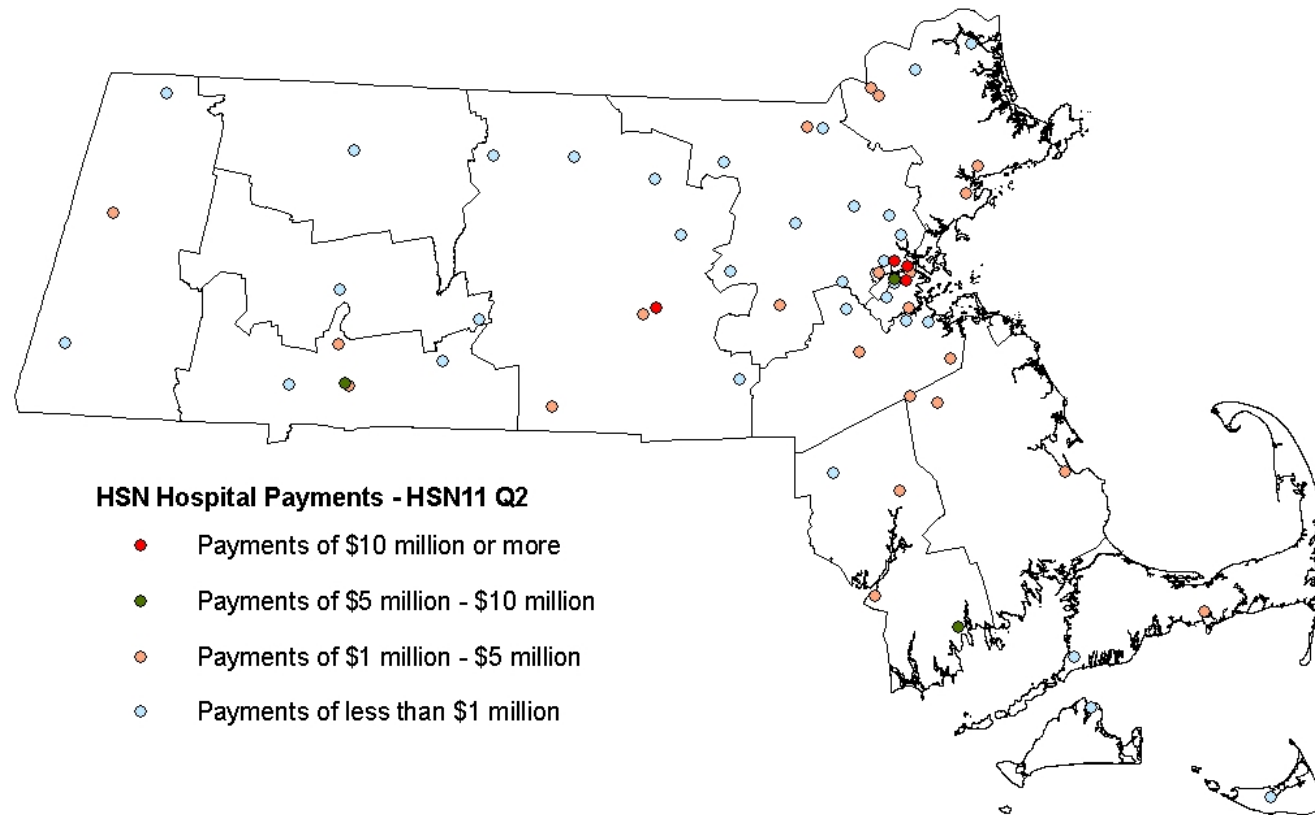 HSN Hospital Payments - HSN11 Q2
Payments of $10 million or more
Payments of $5 million - $10 million
Payments of $1 million - $5 million
Payments of less than $1 million